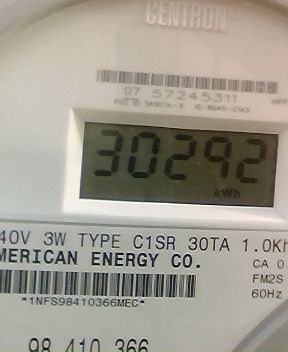 CENTRON®
07 57245311
30292
kWh
40V 3W TYPE C1SR 30TA 1.0Kh
MERICAN ENERGY CO.
CA 0.
FM2S
*1NFS98410366MEC*
60Hz
98 410 366